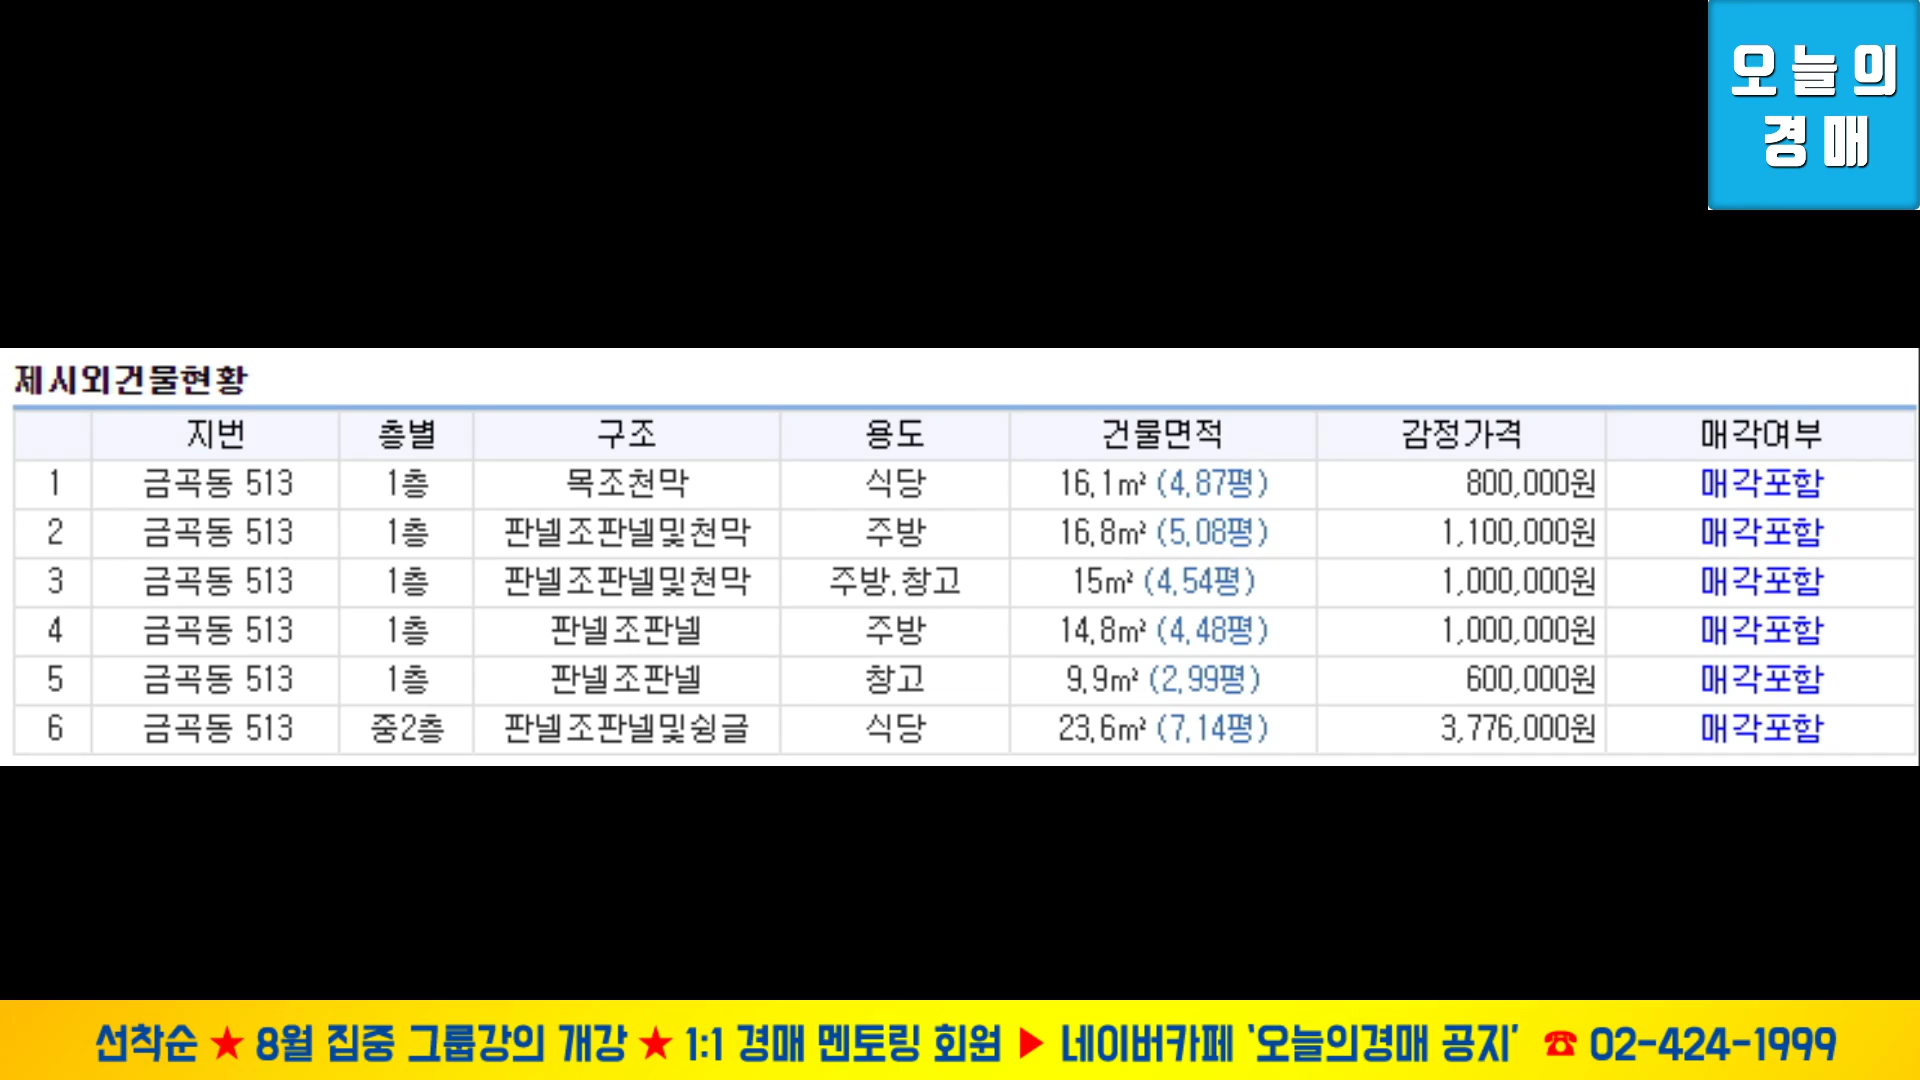 오늘의
경매
제시외건물현황
지번 층별 구조 용도 건물면적 감정가격 매각여부
1 금곡동 513 1층 목조천막 식당 16.1㎡ (4.87평) 800,000원 매각포함
2 금곡동 513 1층 판넬조판넬및천막 주방 16.8㎡ (5.08평) 1,100,000원 매각포함
3 금곡동 513 1층 판넬조판넬및천막 주방,창고 15㎡ (4.54평) 1,000,000원 매각포함
4 금곡동 513 1층 판넬조판넬 주방 14.8㎡ (4.48평) 1,000,000원 매각포함
5 금곡동 513 1층 판넬조판넬 창고 9.9㎡ (2.99평) 600,000원 매각포함
6 금곡동 513 중2층 판넬조판넬및슁글 식당 23.6㎡ (7.14평) 3,776,000원 매각포함
선착순 ★ 8월 집중 그룹강의 개강 ★ 1:1 경매 멘토링 회원 ▶ 네이버카페 '오늘의경매 공지' ☎ 02-424-1999